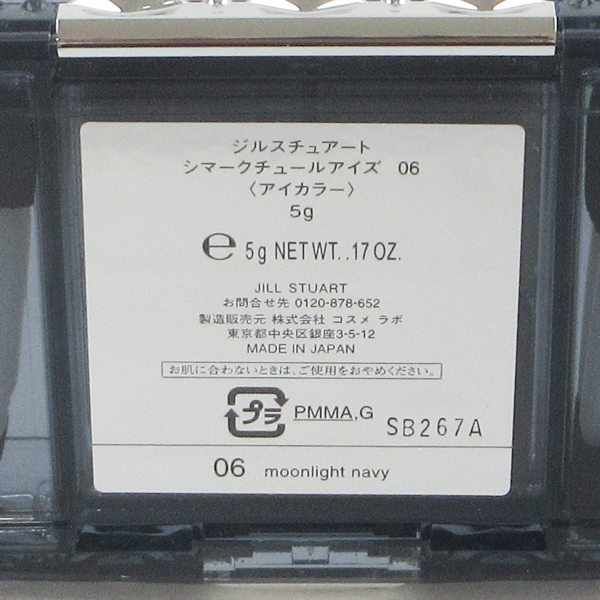 ジルスチュアート
シマークチュールアイズ 06
〈アイカラー〉
5g
℮ 5g NET WT. .17 OZ.
JILL STUART
お問合せ先 0120-878-652
製造販売元 株式会社 コスメ ラボ
東京都中央区銀座3-5-12
MADE IN JAPAN
お肌に合わないときは、ご使用をおやめください。
プラ PMMA,G SB267A
06 moonlight navy